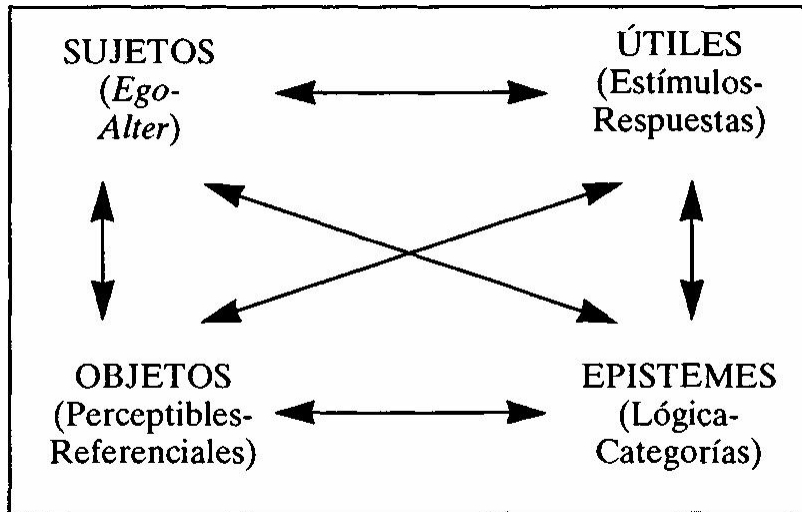 SUJETOS
(Ego-
Alter)
ÚTILES
(Estímulos-
Respuestas)
OBJETOS
(Perceptibles-
Referenciales)
EPISTEMES
(Lógica-
Categorías)